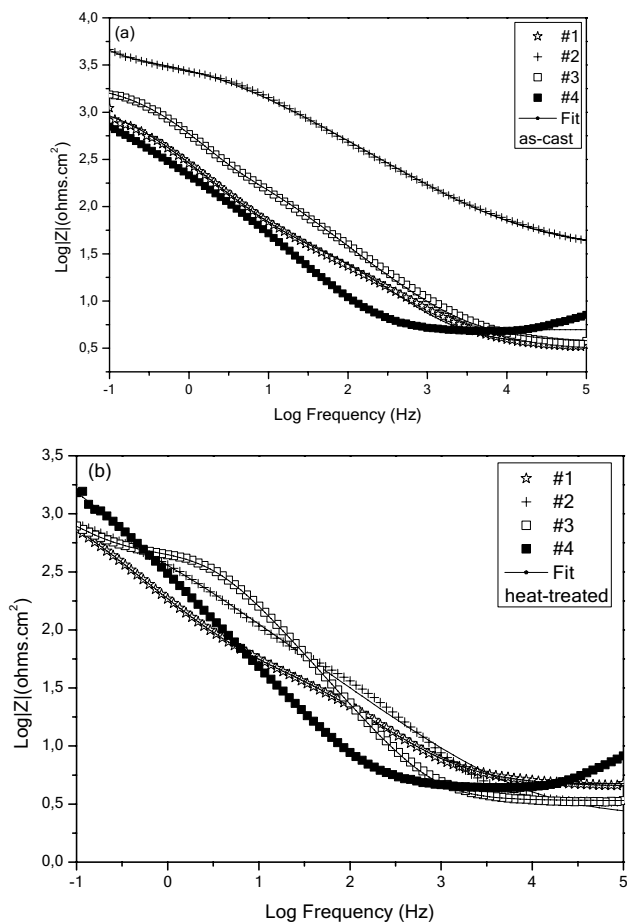 (a)
4,0
3,5
3,0
2,5
2,0
1,5
1,0
0,5
Log|Z|(ohms.cm²)
#1
#2
#3
#4
Fit
as-cast
-1 0 1 2 3 4 5
Log Frequency (Hz)
(b)
3,5
3,0
2,5
2,0
1,5
1,0
0,5
0,0
Log|Z|(ohms.cm²)
#1
#2
#3
#4
Fit
heat-treated
-1 0 1 2 3 4 5
Log Frequency (Hz)